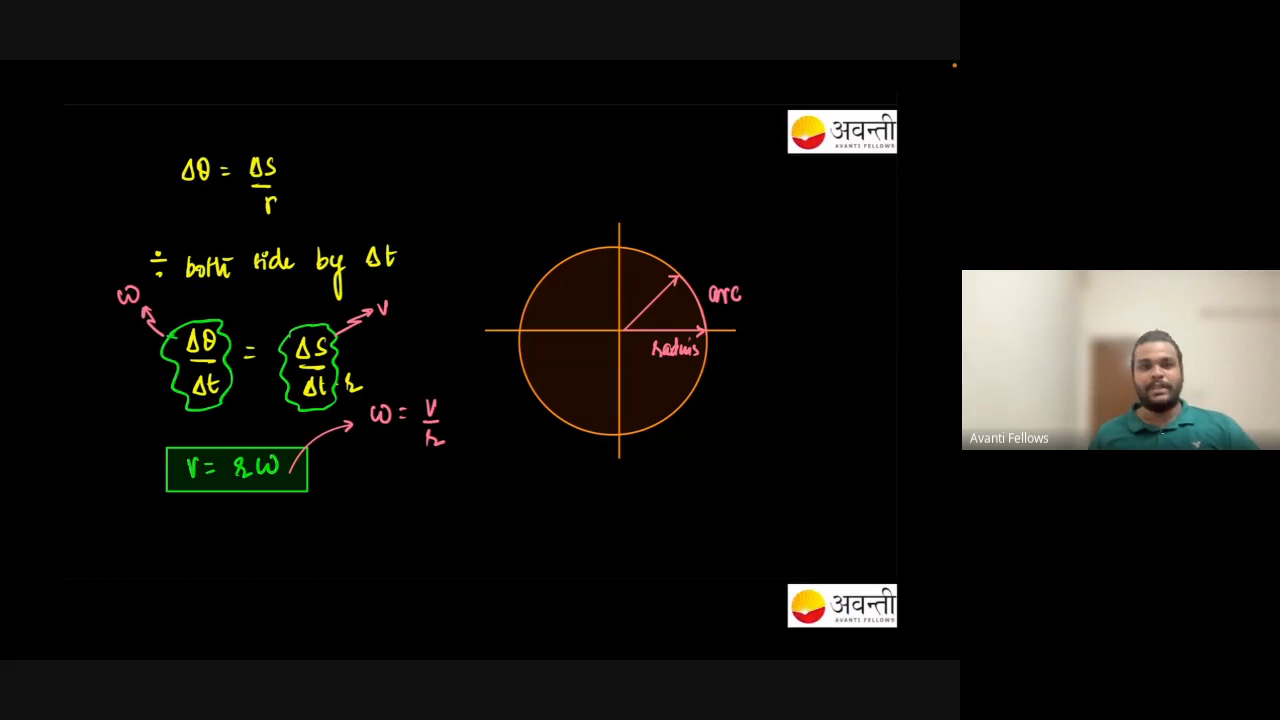 अवन्ती
AVANTI FELLOWS
Δθ = Δs
r
÷ both side by Δt
ω
v
Δθ = Δs
Δt Δt r
ω = v
r
v = rω
arc
radius
Avanti Fellows
अवन्ती
AVANTI FELLOWS